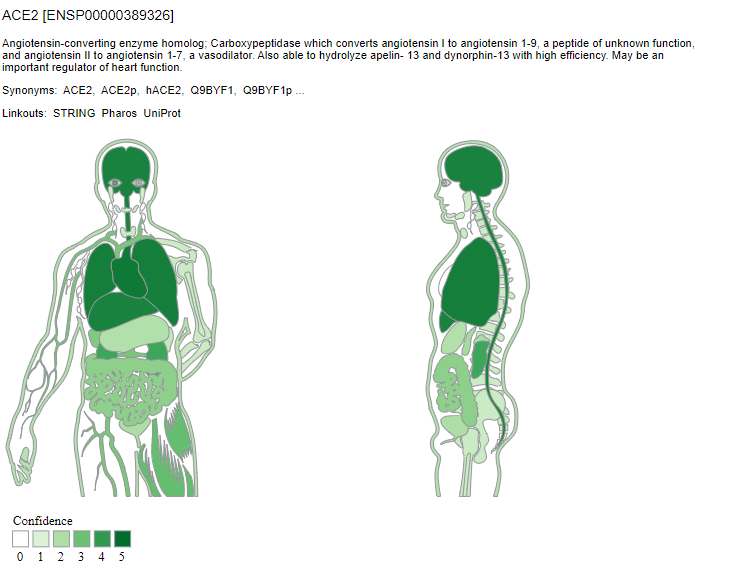 ACE2 [ENSP00000389326]
Angiotensin-converting enzyme homolog; Carboxypeptidase which converts angiotensin I to angiotensin 1-9, a peptide of unknown function,
and angiotensin II to angiotensin 1-7, a vasodilator. Also able to hydrolyze apelin- 13 and dynorphin-13 with high efficiency. May be an
important regulator of heart function.
Synonyms: ACE2, ACE2p, hACE2, Q9BYF1, Q9BYF1p ...
Linkouts: STRING Pharos UniProt
Confidence
0 1 2 3 4 5